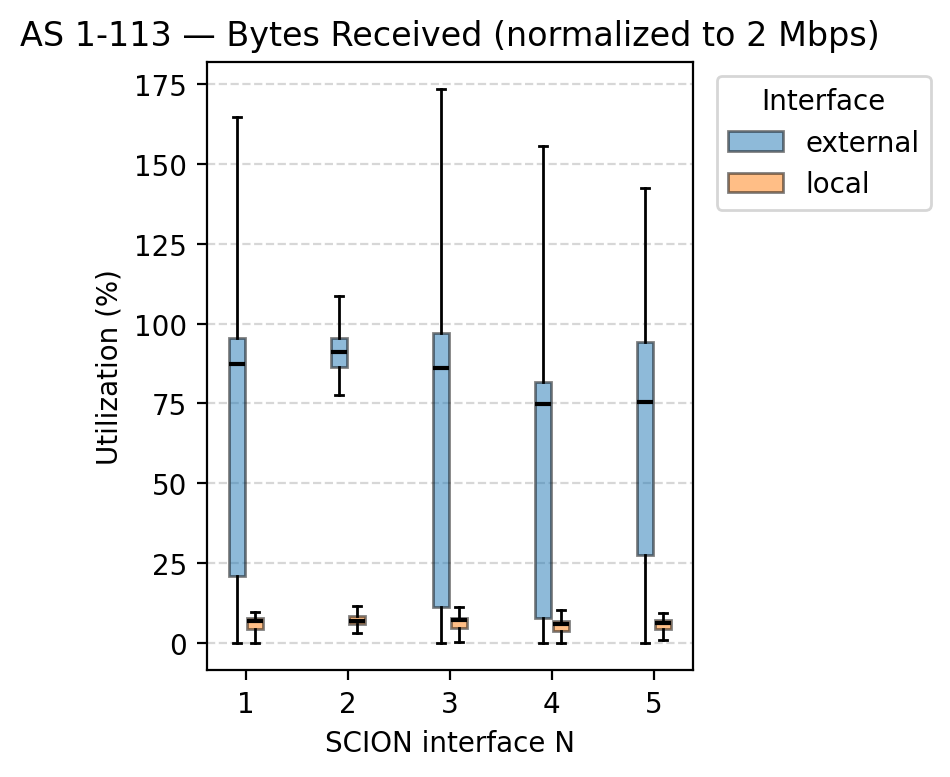 AS 1-113 — Bytes Received (normalized to 2 Mbps)
Interface
external
local
Utilization (%)
175
150
125
100
75
50
25
0
1 2 3 4 5
SCION interface N